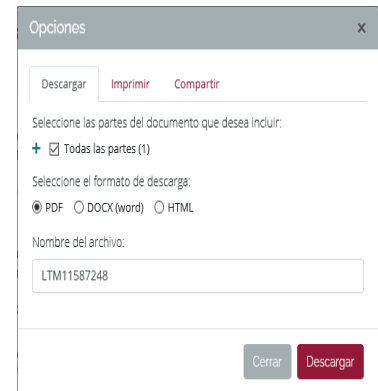 Opciones x
Descargar Imprimir Compartir
Seleccione las partes del documento que desea incluir:
+ Todas las partes (1)
Seleccione el formato de descarga:
PDF DOCX (word) HTML
Nombre del archivo:
LTM11587248
Cerrar Descargar